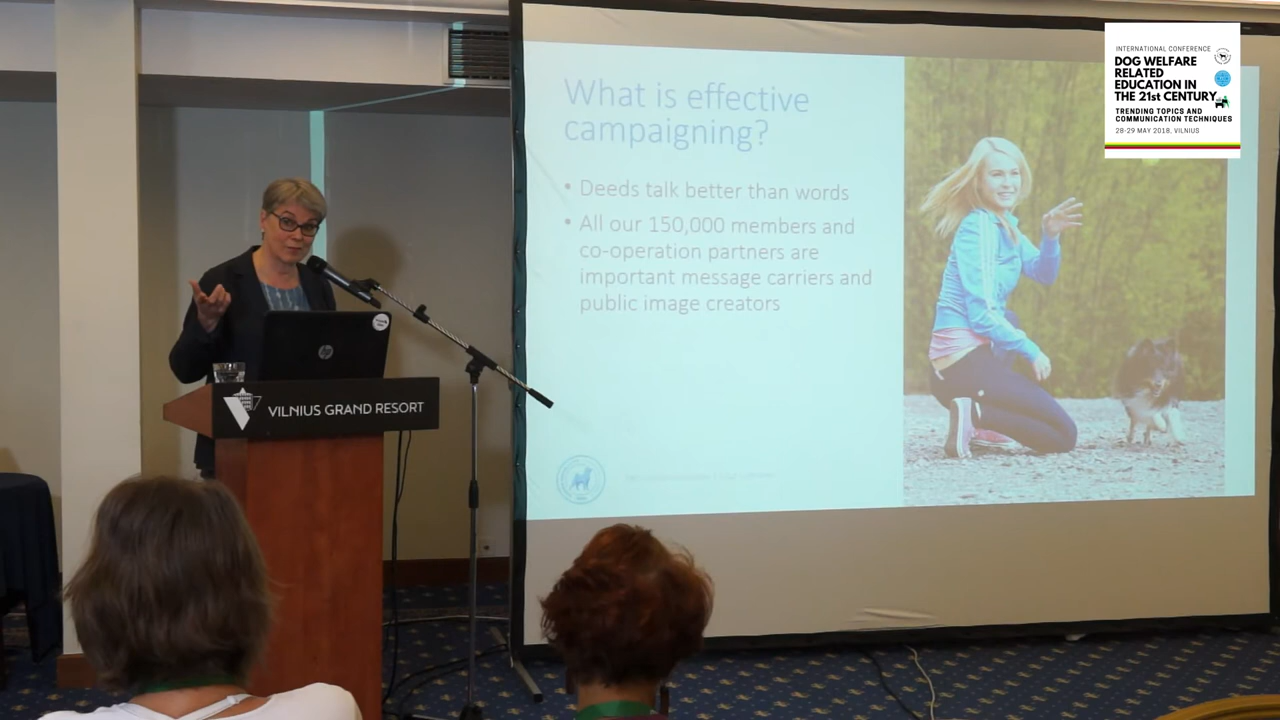 INTERNATIONAL CONFERENCE
DOG WELFARE
RELATED
EDUCATION IN
THE 21st CENTURY
TRENDING TOPICS AND
COMMUNICATION TECHNIQUES
28-29 MAY 2018, VILNIUS
What is effective
campaigning?
• Deeds talk better than words
• All our 150,000 members and
co-operation partners are
important message carriers and
public image creators
hp
VILNIUS GRAND RESORT